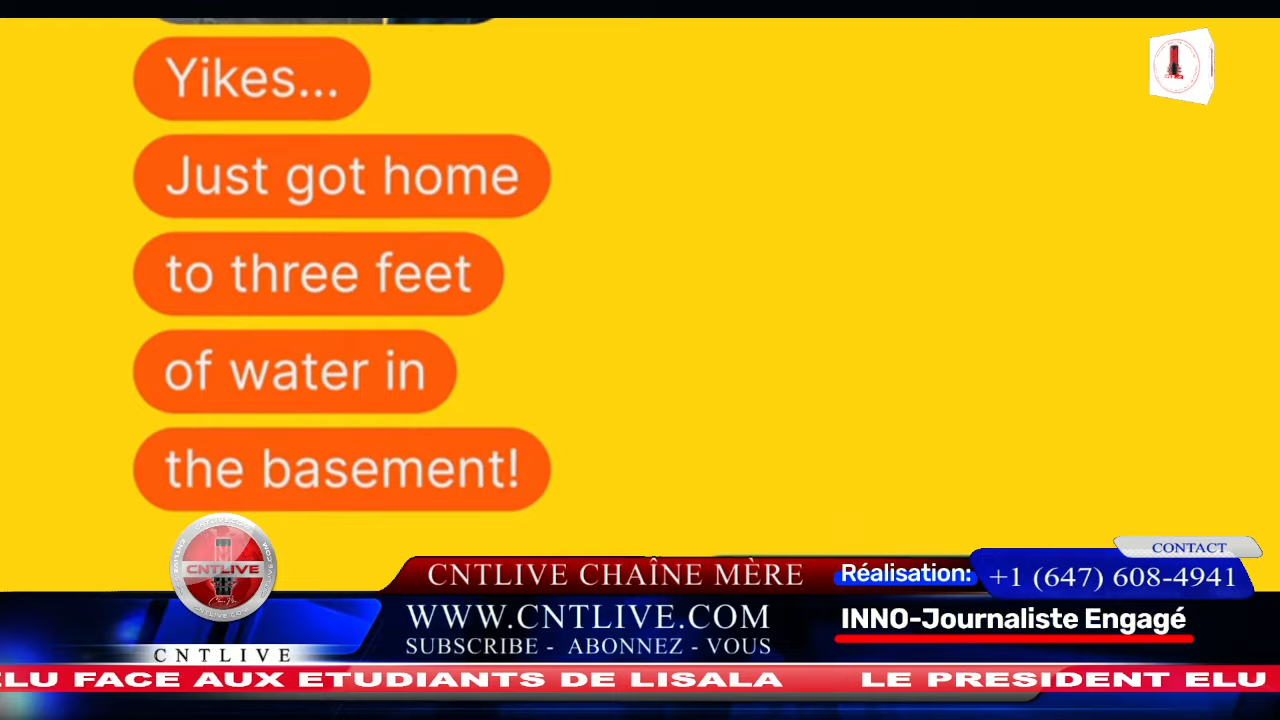 Yikes...
Just got home
to three feet
of water in
the basement!
CNTLIVE
CNTLIVE
CNTLIVE CHAÎNE MÈRE
WWW.CNTLIVE.COM
SUBSCRIBE - ABONNEZ - VOUS
CONTACT
Réalisation:
+1 (647) 608-4941
INNO-Journaliste Engagé
ELU FACE AUX ETUDIANTS DE LISALA LE PRESIDENT ELU